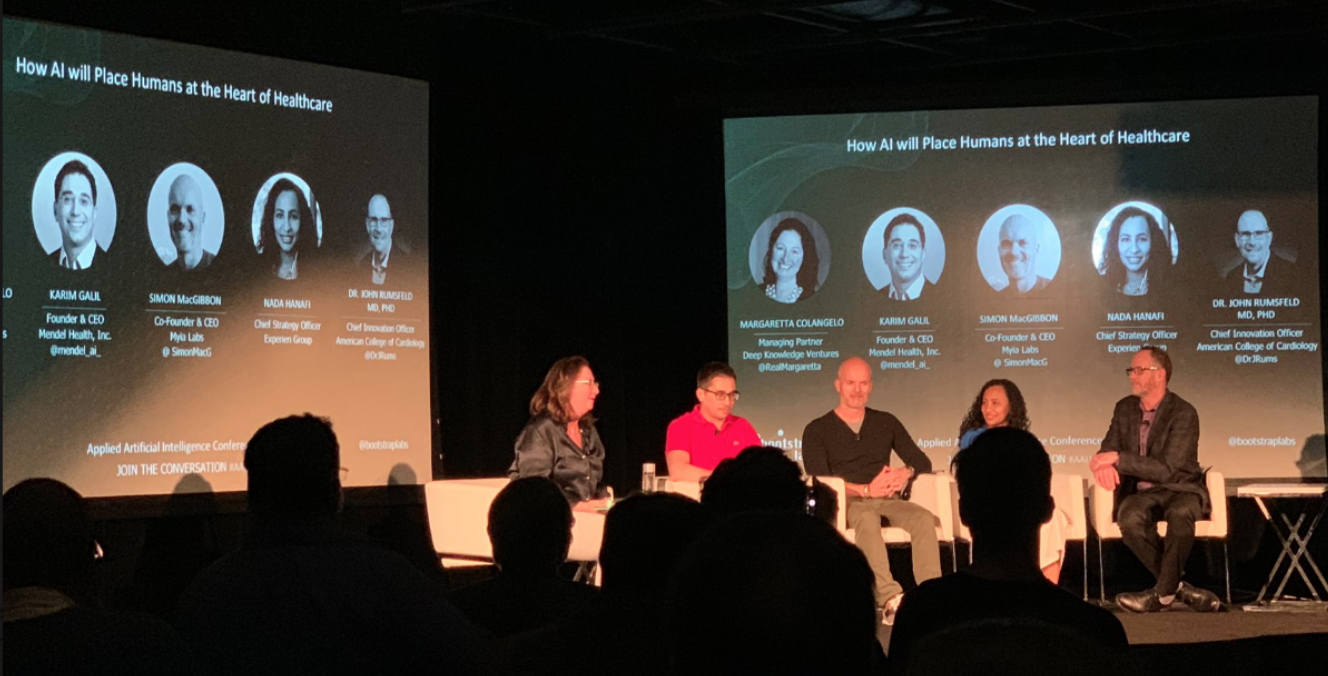 How AI will Place Humans at the Heart of Healthcare
KARIM GALIL
Founder & CEO
Mendel Health, Inc.
@mendel_ai_
SIMON MacGIBBON
Co-Founder & CEO
Myia Labs
@ SimonMacG
NADA HANAFI
Chief Strategy Officer
Experien Group
DR. JOHN RUMSFELD
MD, PHD
Chief Innovation Officer
American College of Cardiology
@DrJRums
Applied Artificial Intelligence Confere
@bootstraplabs
JOIN THE CONVERSATION
How AI will Place Humans at the Heart of Healthcare
MARGARETTA COLANGELO
Managing Partner
Deep Knowledge Ventures
@RealMargaretta
KARIM GALIL
Founder & CEO
Mendel Health, Inc.
@mendel_ai_
SIMON MacGIBBON
Co-Founder & CEO
Myia Labs
@ SimonMacG
NADA HANAFI
Chief Strategy Officer
DR. JOHN RUMSFELD
MD, PHD
Chief Innovation Officer
American College of Cardiology
@DrJRums
bootst
Applied A
ce Conference
@bootstraplabs